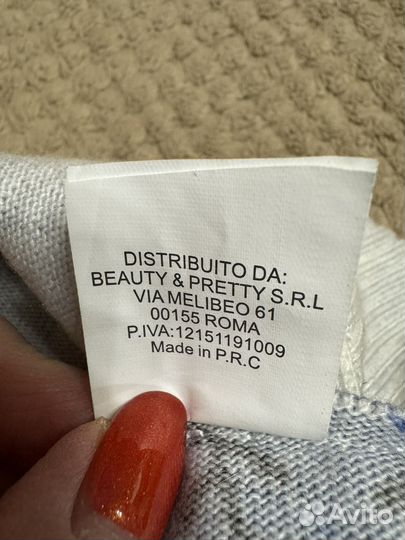 DISTRIBUITO DA:
BEAUTY & PRETTY S.R.L
VIA MELIBEO 61
00155 ROMA
P.IVA:12151191009
Made in P.R.C
Avito